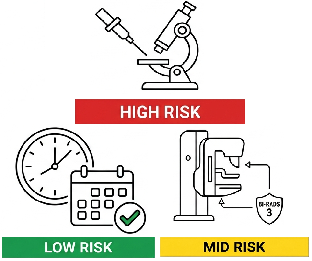 HIGH RISK
BI-RADS
3
LOW RISK
MID RISK